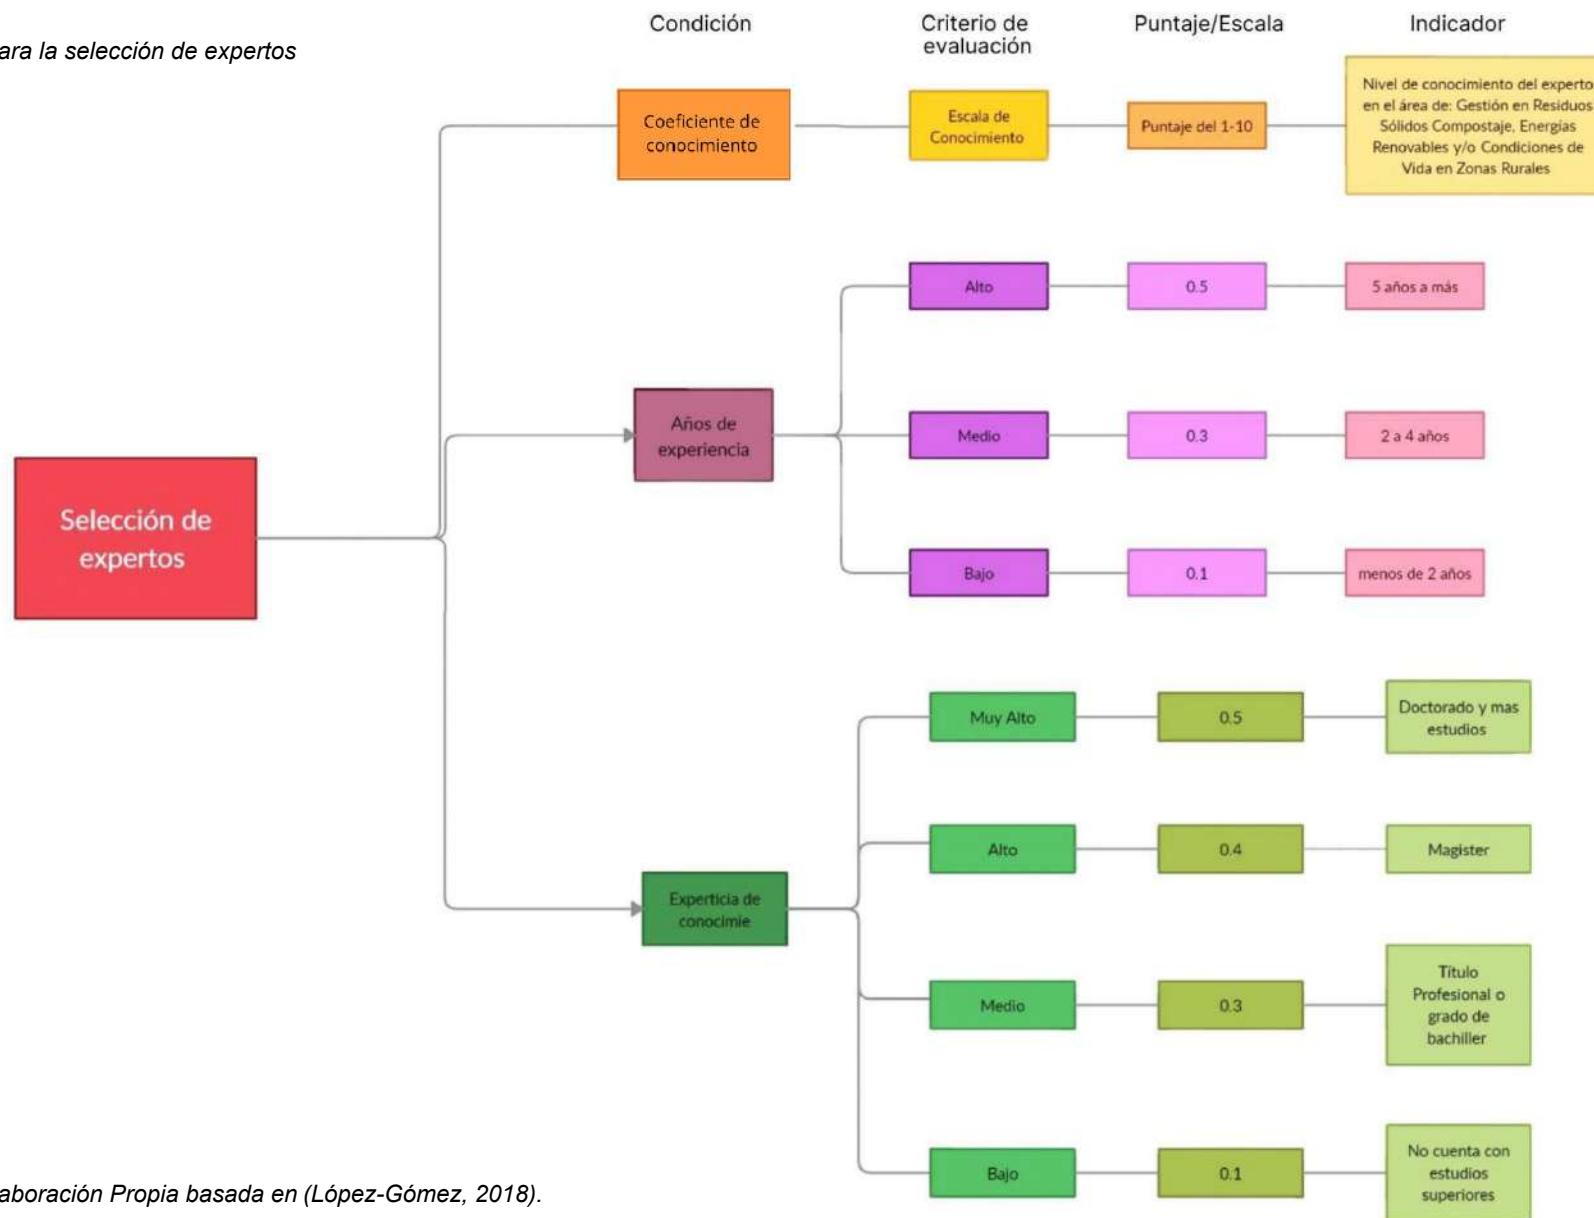 Condición
Criterio de
evaluación
Puntaje/Escala
Indicador
ara la selección de expertos
Coeficiente de
conocimiento
Escala de
Conocimiento
Puntaje del 1-10
Nivel de conocimiento del experto
en el área de: Gestión en Residuos
Sólidos Compostaje, Energías
Renovables y/o Condiciones de
Vida en Zonas Rurales
Alto
0.5
5 años a más
Años de
experiencia
Medio
0.3
2 a 4 años
Selección de
expertos
Bajo
0.1
menos de 2 años
Muy Alto
0.5
Doctorado y mas
estudios
Alto
0.4
Magister
Experticia de
conocimie
Medio
0.3
Título
Profesional o
grado de
bachiller
Bajo
0.1
No cuenta con
estudios
superiores
aboración Propia basada en (López-Gómez, 2018).